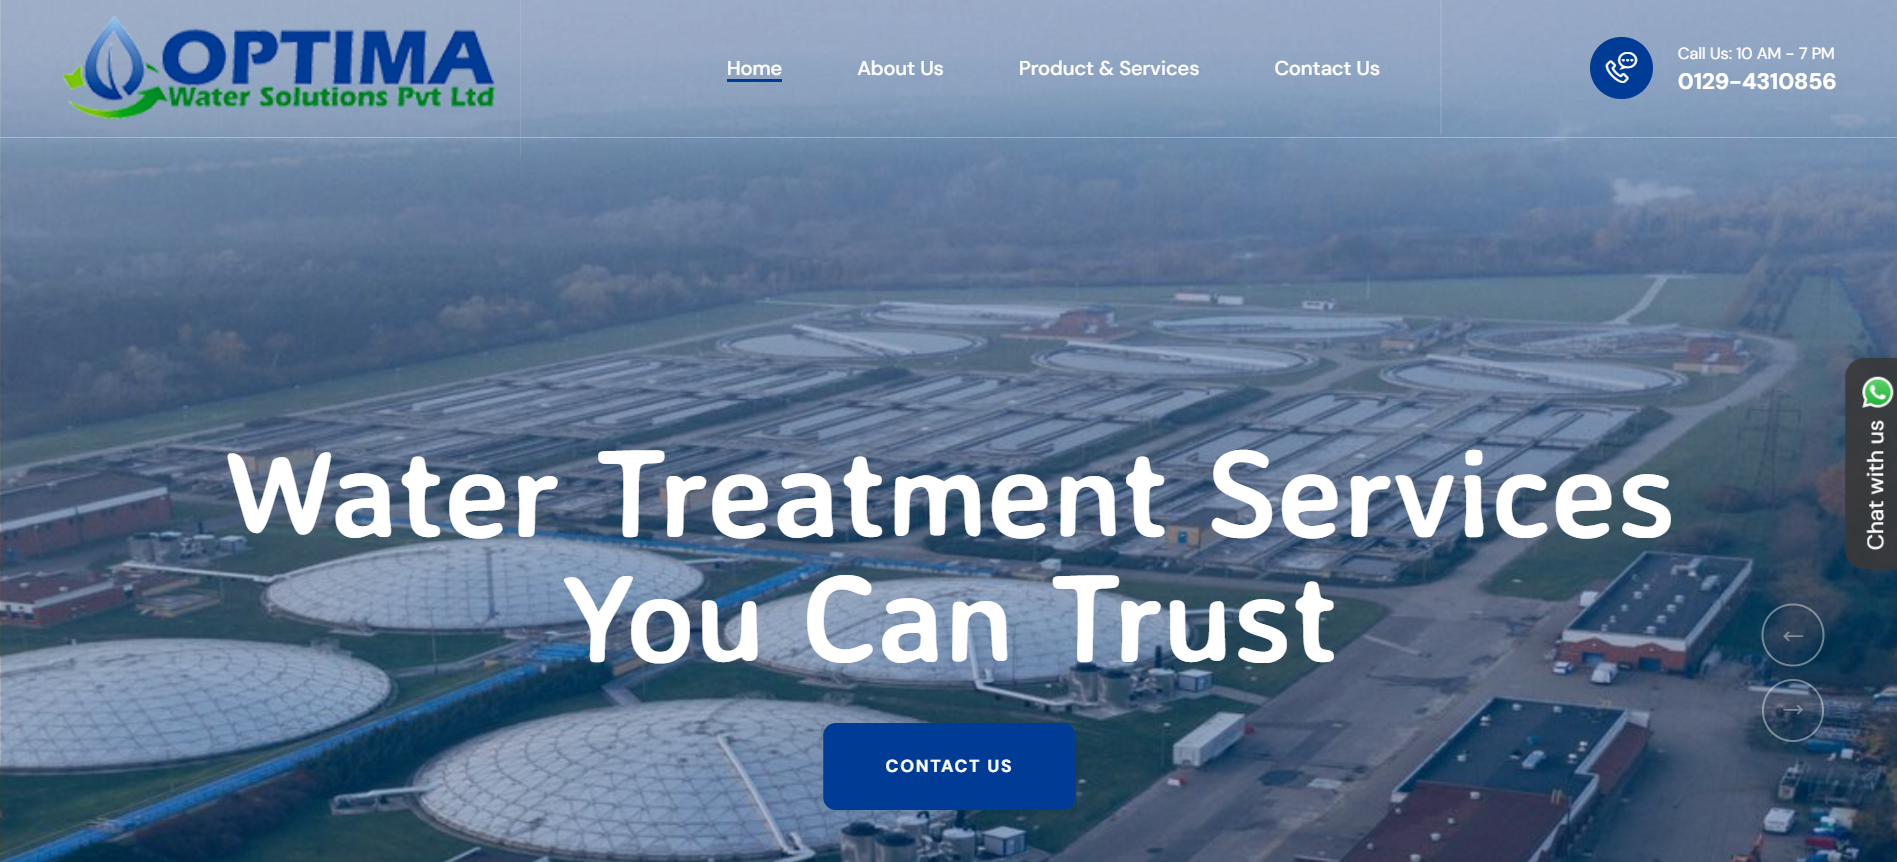 OPTIMA
Water Solutions Pvt Ltd
Home
About Us
Product & Services
Contact Us
Call Us: 10 AM - 7 PM
0129-4310856
Water Treatment Services
You Can Trust
CONTACT US
Chat with us